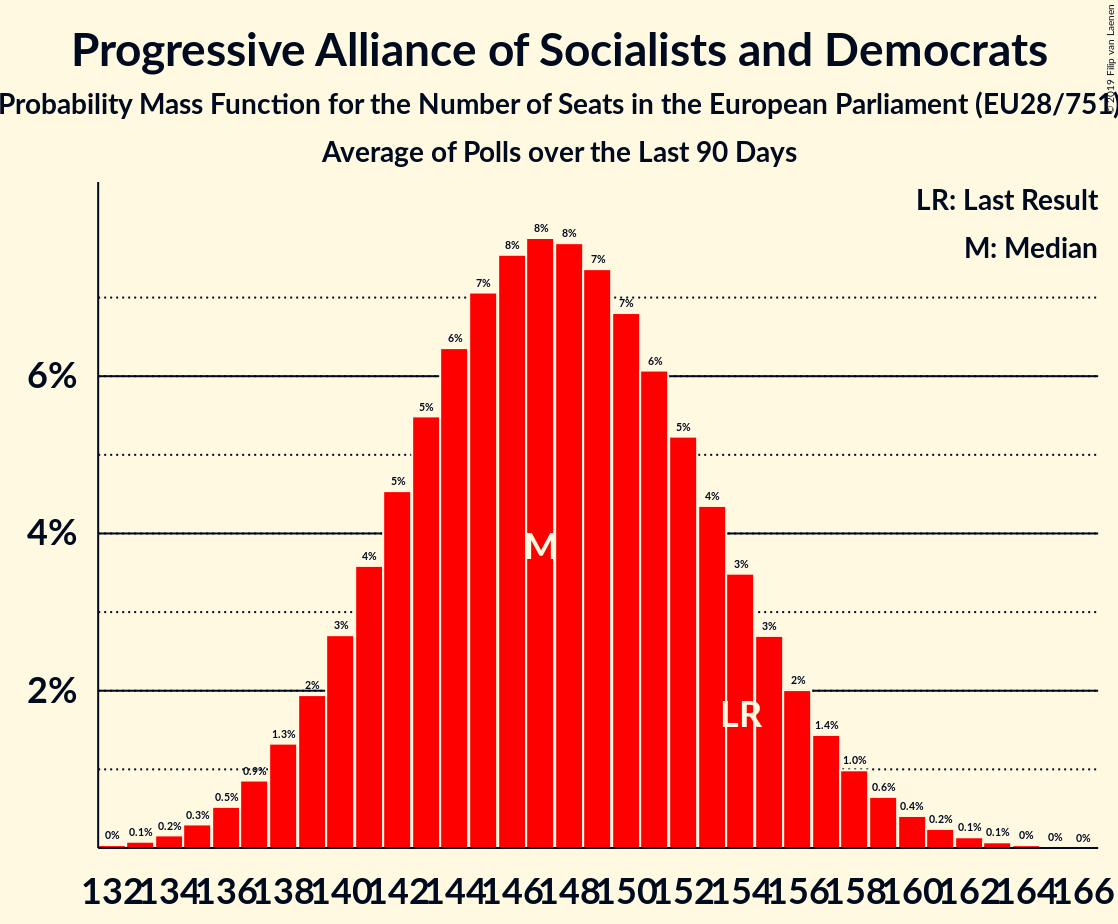 Progressive Alliance of Socialists and Democrats
Probability Mass Function for the Number of Seats in the European Parliament (EU28/751)
Average of Polls over the Last 90 Days
© 2019 Filip van Laenen
LR: Last Result
M: Median
6%
4%
2%
0% 0.1% 0.2% 0.3% 0.5% 0.9% 1.3% 2% 3% 4% 5% 5% 6% 7% 8% 8% 8% 7% 7% 6% 5% 4% 3% 3% 2% 1.4% 1.0% 0.6% 0.4% 0.2% 0.1% 0.1% 0% 0% 0%
M
LR
132 134 136 138 140 142 144 146 148 150 152 154 156 158 160 162 164 166